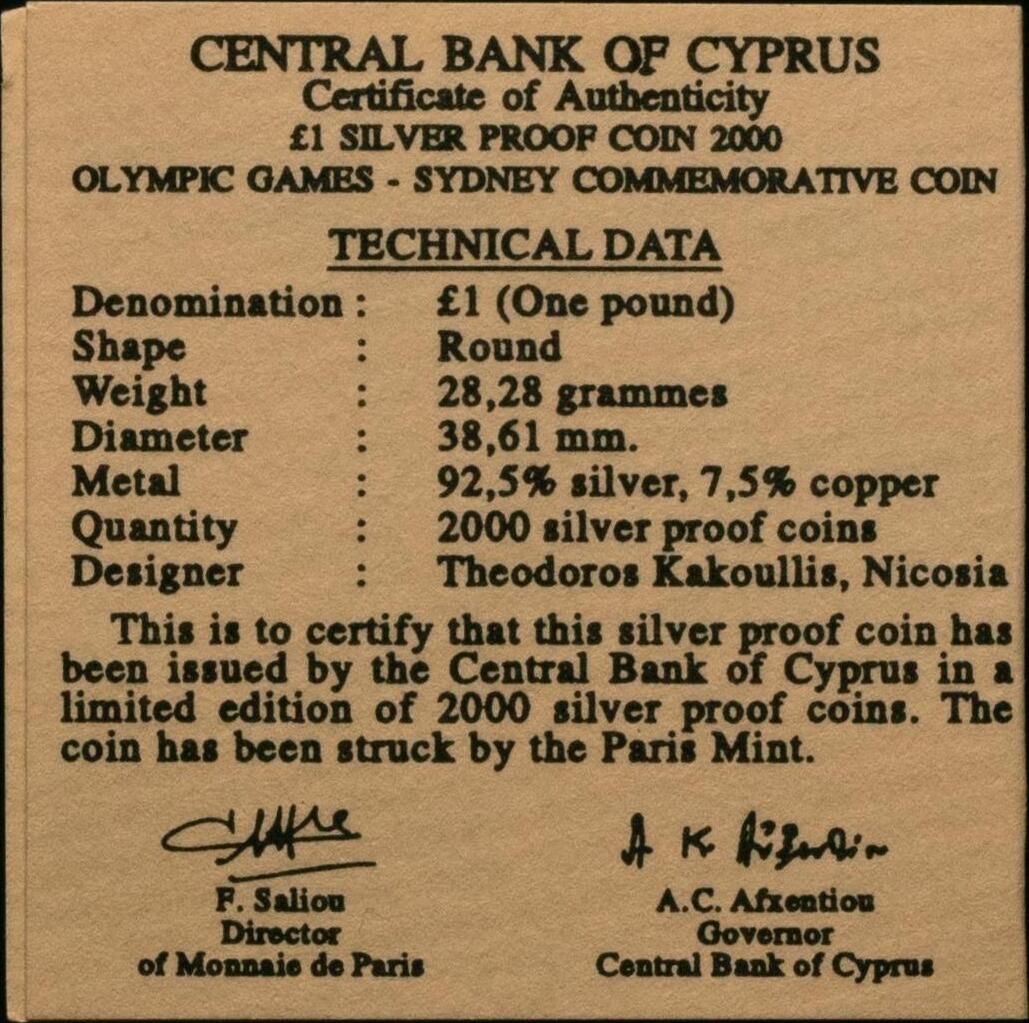 CENTRAL BANK OF CYPRUS
Certificate of Authenticity
£1 SILVER PROOF COIN 2000
OLYMPIC GAMES - SYDNEY COMMEMORATIVE COIN
TECHNICAL DATA
Denomination : £1 (One pound)
Shape : Round
Weight : 28,28 grammes
Diameter : 38,61 mm.
Metal : 92,5% silver, 7,5% copper
Quantity : 2000 silver proof coins
Designer : Theodoros Kakoullis, Nicosia
This is to certify that this silver proof coin has
been issued by the Central Bank of Cyprus in a
limited edition of 2000 silver proof coins. The
coin has been struck by the Paris Mint.
F. Saliou
Director
of Monnaie de Paris
A.C. Afxentiou
Governor
Central Bank of Cyprus